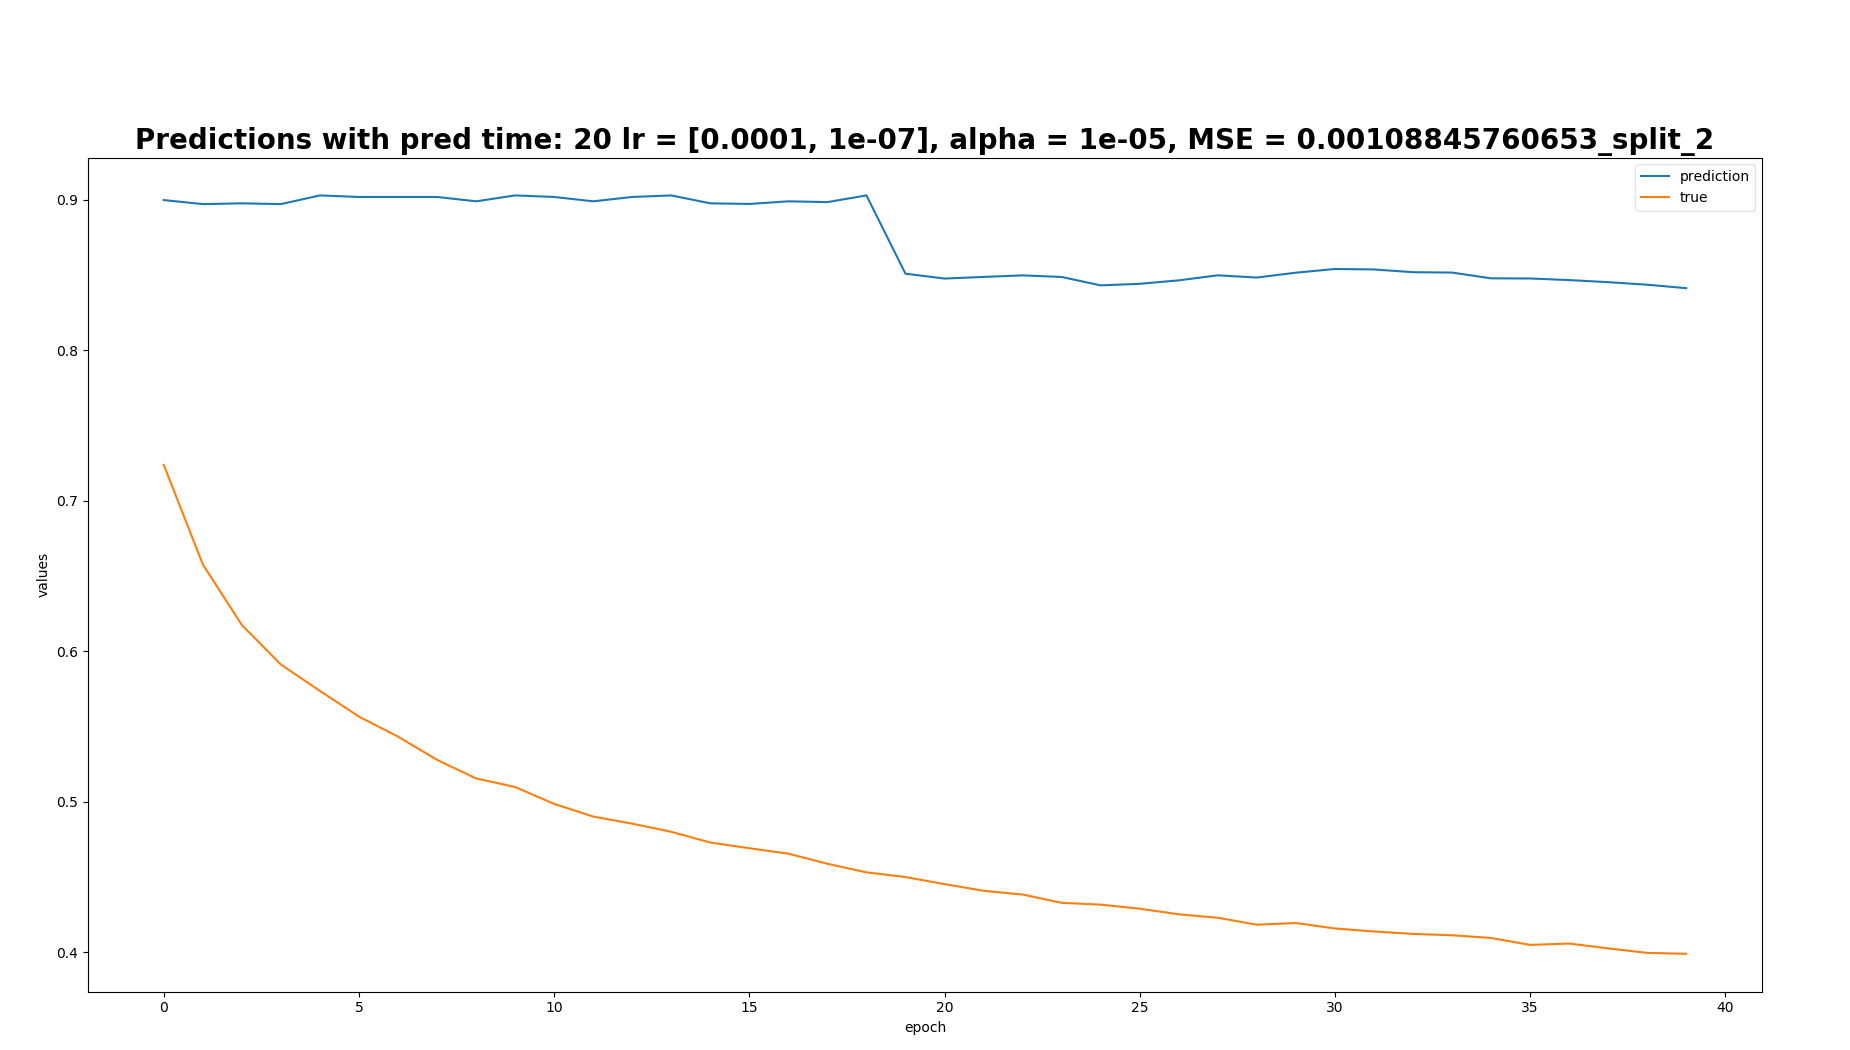 Predictions with pred time: 20 lr = [0.0001, 1e-07], alpha = 1e-05, MSE = 0.00108845760653_split_2
prediction
true
values
0.9
0.8
0.7
0.6
0.5
0.4
0 5 10 15 20 25 30 35 40
epoch